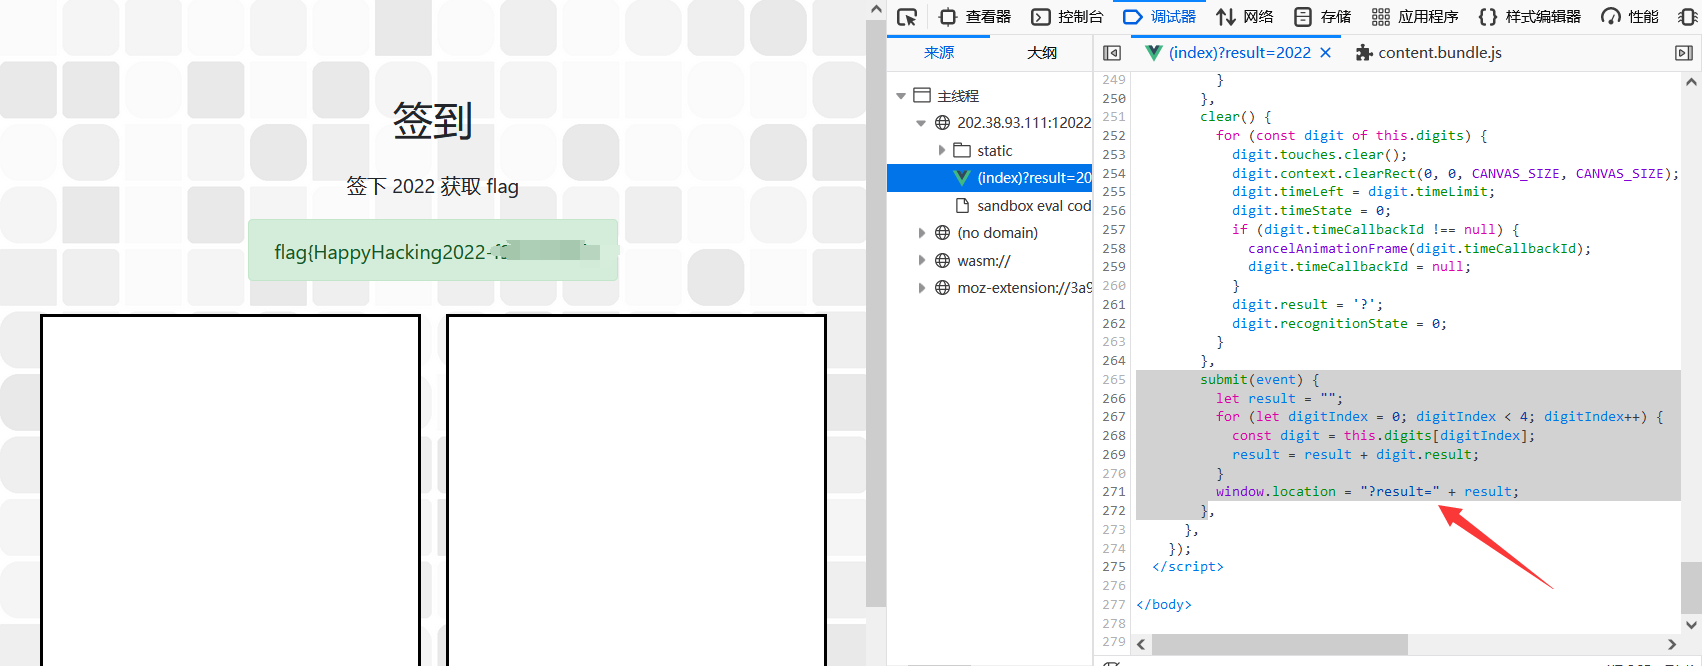 签到
签下 2022 获取 flag
flag{HappyHacking2022-
查看器 控制台 调试器 网络 存储 应用程序 样式编辑器 性能
来源 大纲
(index)?result=2022 content.bundle.js
主线程
202.38.93.111:12022
static
(index)?result=20
sandbox eval cod
(no domain)
wasm://
moz-extension://3a9
249 }
250 },
251 clear() {
252 for (const digit of this.digits) {
253 digit.touches.clear();
254 digit.context.clearRect(0, 0, CANVAS_SIZE, CANVAS_SIZE);
255 digit.timeLeft = digit.timeLimit;
256 digit.timeState = 0;
257 if (digit.timeCallbackId !== null) {
258 cancelAnimationFrame(digit.timeCallbackId);
259 digit.timeCallbackId = null;
260 }
261 digit.result = '?';
262 digit.recognitionState = 0;
263 }
264 },
265 submit(event) {
266 let result = "";
267 for (let digitIndex = 0; digitIndex < 4; digitIndex++) {
268 const digit = this.digits[digitIndex];
269 result = result + digit.result;
270 }
271 window.location = "?result=" + result;
272 },
273 },
274 });
275 </script>
276
277 </body>
278
279